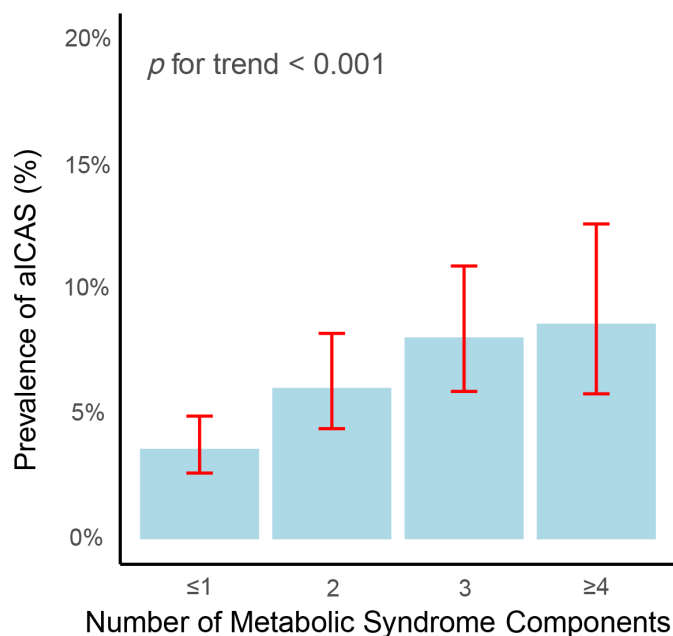 20%
p for trend < 0.001
15%
10%
5%
0%
Prevalence of aICAS (%)
≤1 2 3 ≥4
Number of Metabolic Syndrome Components